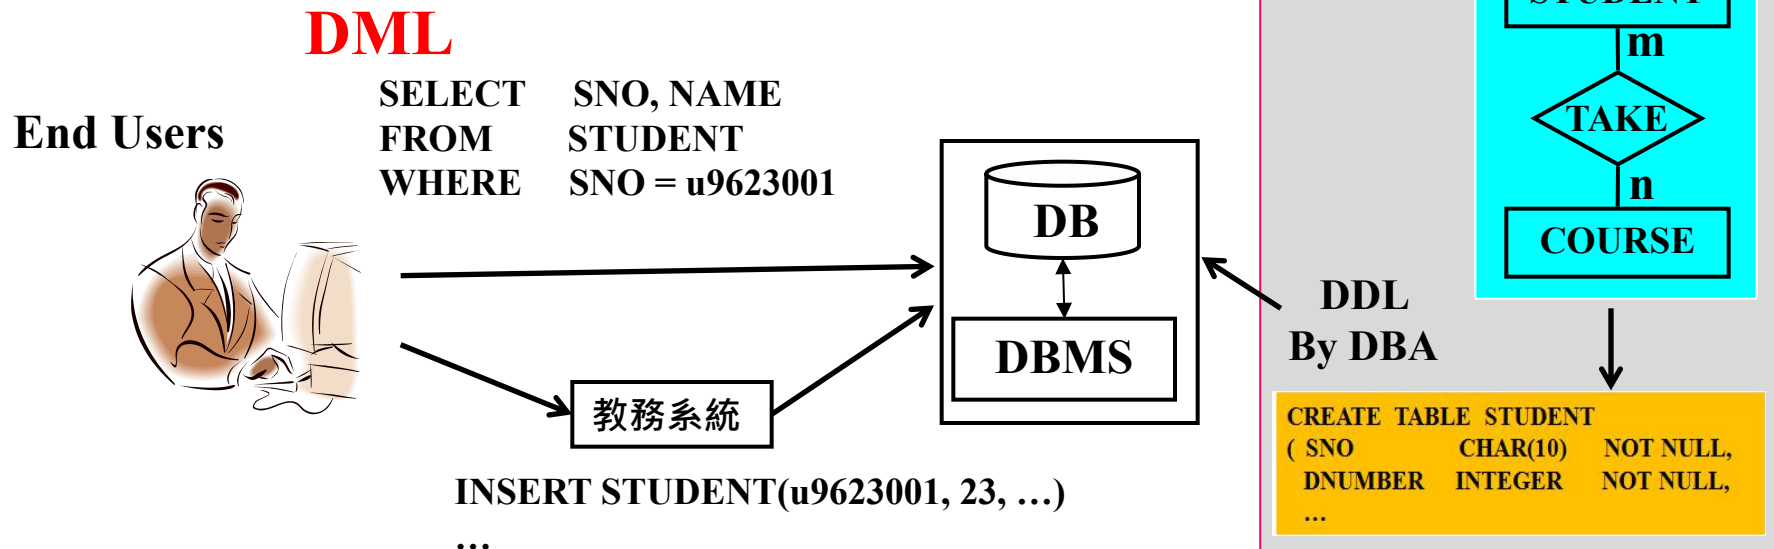 DML
SELECT SNO, NAME
FROM STUDENT
WHERE SNO = u9623001
End Users
DB
DBMS
教務系統
INSERT STUDENT(u9623001, 23, …)
…
STUDENT
m
TAKE
n
COURSE
DDL
By DBA
CREATE TABLE STUDENT
( SNO CHAR(10) NOT NULL,
DNUMBER INTEGER NOT NULL,
…